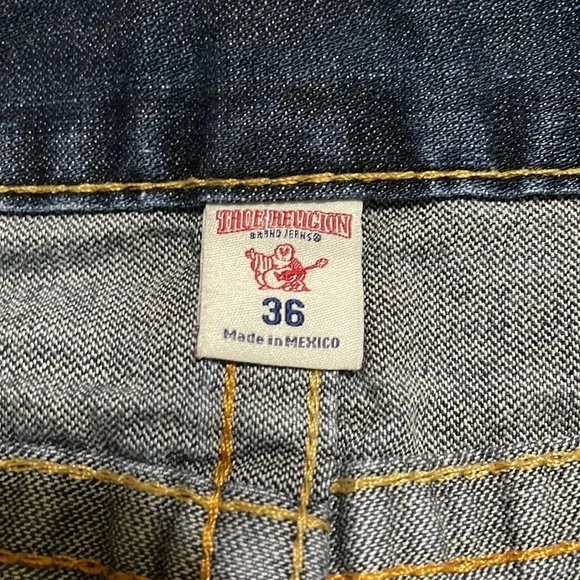 TRUE RELIGION
BRAND JEANS®
36
Made in MEXICO